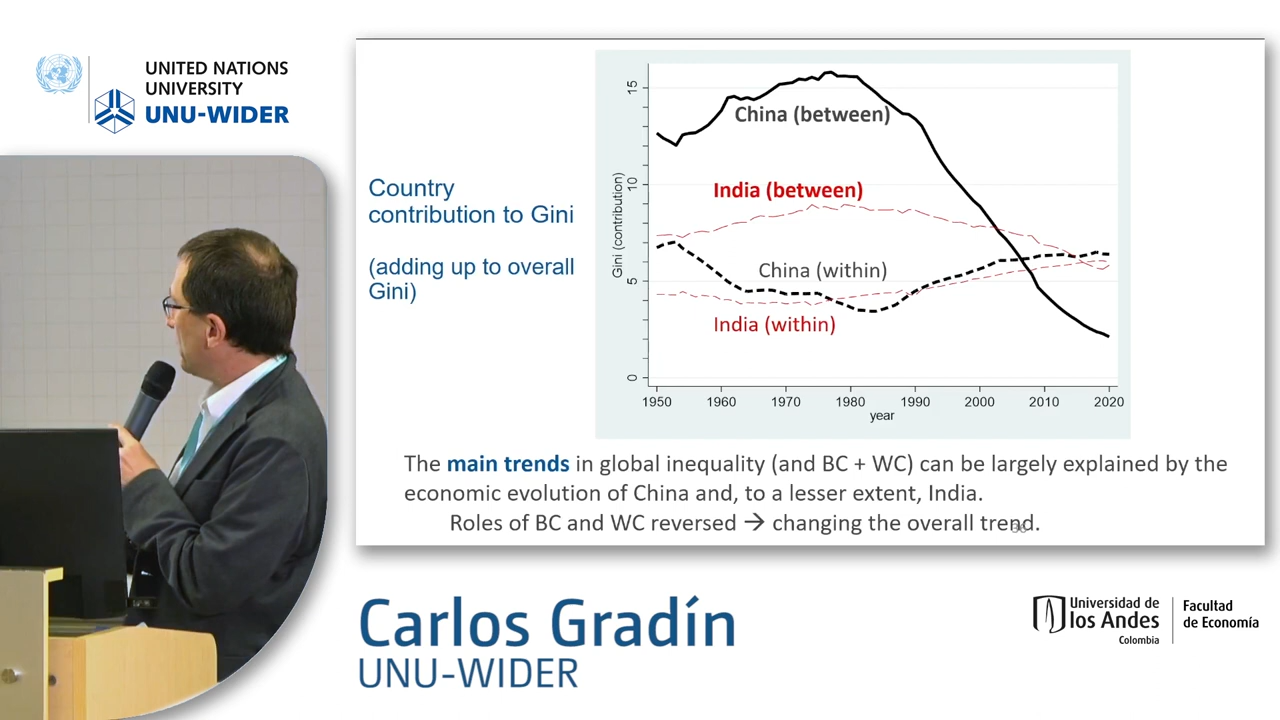 UNITED NATIONS
UNIVERSITY
UNU-WIDER
Country
contribution to Gini
(adding up to overall
Gini)
Gini (contribution)
15
10
5
0
China (between)
India (between)
China (within)
India (within)
1950 1960 1970 1980 1990 2000 2010 2020
year
The main trends in global inequality (and BC + WC) can be largely explained by the
economic evolution of China and, to a lesser extent, India.
Roles of BC and WC reversed → changing the overall trend.
Carlos Gradín
UNU-WIDER
Universidad de
los Andes
Colombia
Facultad
de Economía